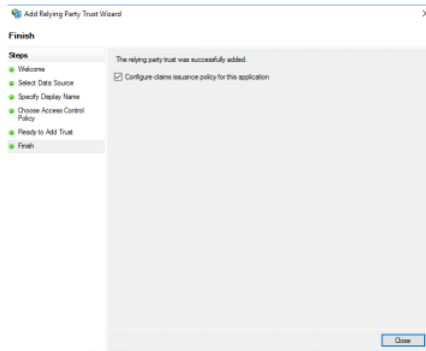 Add Relying Party Trust Wizard
Finish
Steps
Welcome
Select Data Source
Specify Display Name
Choose Access Control
Policy
Ready to Add Trust
Finish
The relying party trust was successfully added.
Configure claims issuance policy for this application
Close